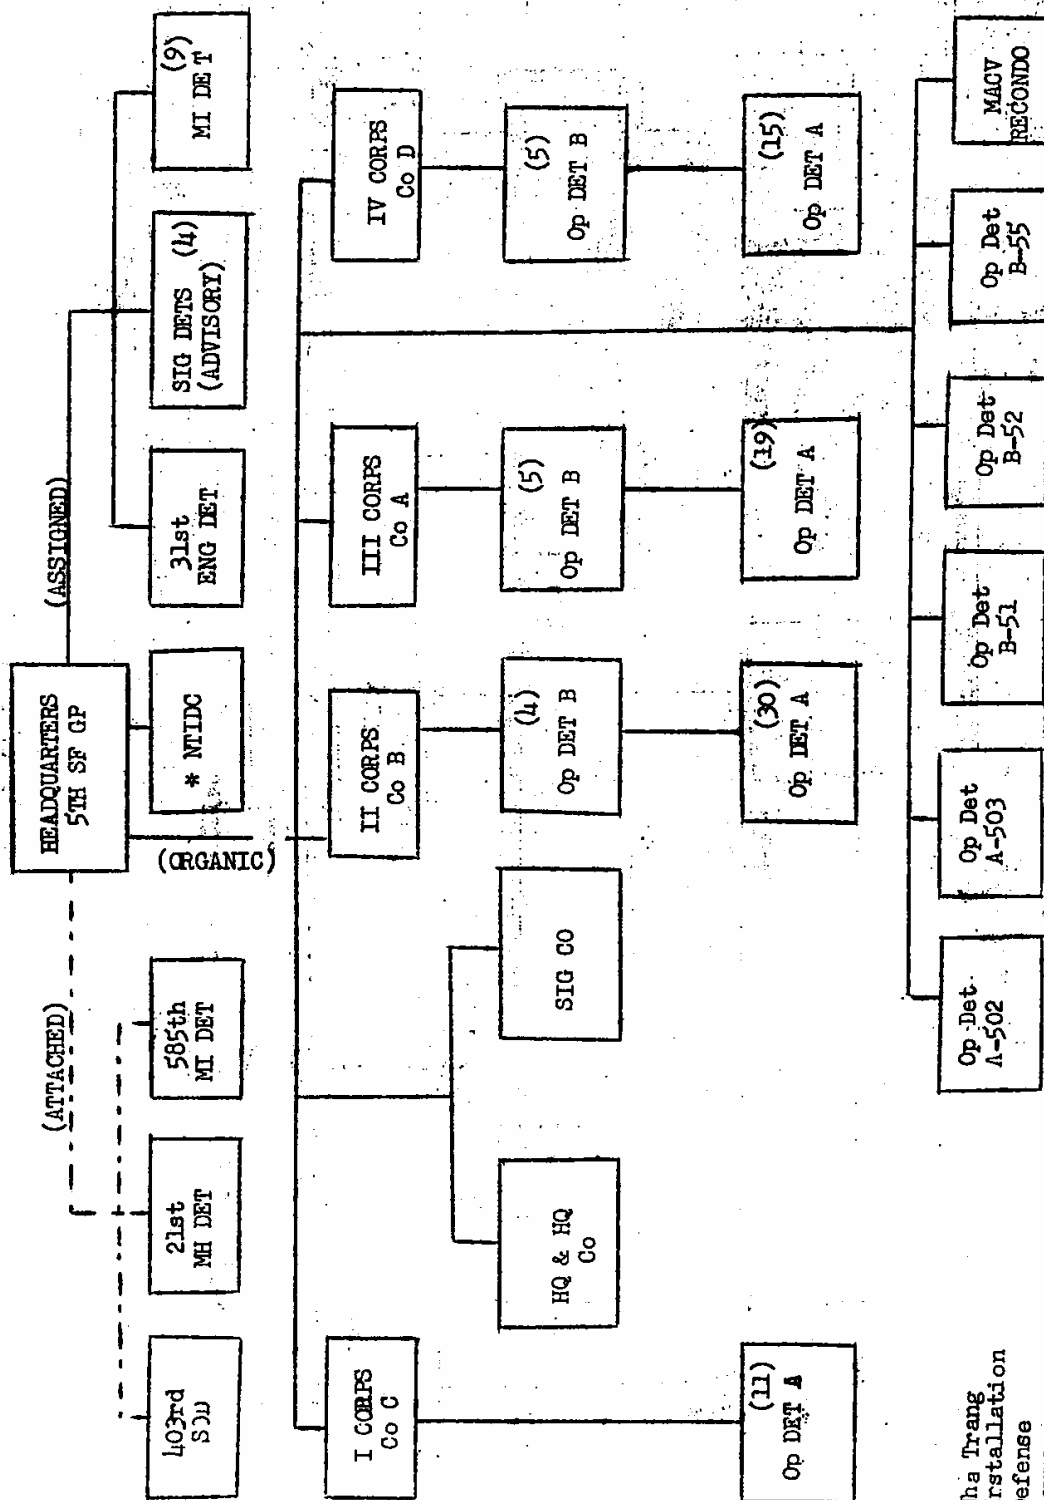 HEADQUARTERS
5TH SF GP
(ATTACHED)
(ASSIGNED)
(ORGANIC)
403rd
21st
MH DET
585th
MI DET
* NTIDC
31st
ENG DET
SIG DETS (4)
(ADVISORY)
(9)
MI DET
I CORPS
Co C
II CORPS
Co B
III CORPS
Co A
IV CORPS
Co D
HQ & HQ
Co
SIG CO
(4)
Op DET B
(5)
Op DET B
(5)
Op DET B
(11)
Op DET A
(30)
Op DET A
(19)
Op DET A
(15)
Op DET A
Op Det
A-502
Op Det
A-503
Op Det
B-51
Op Det
B-52
Op Det
B-55
MACV
RECONDO
ha Trang
stallation
efense